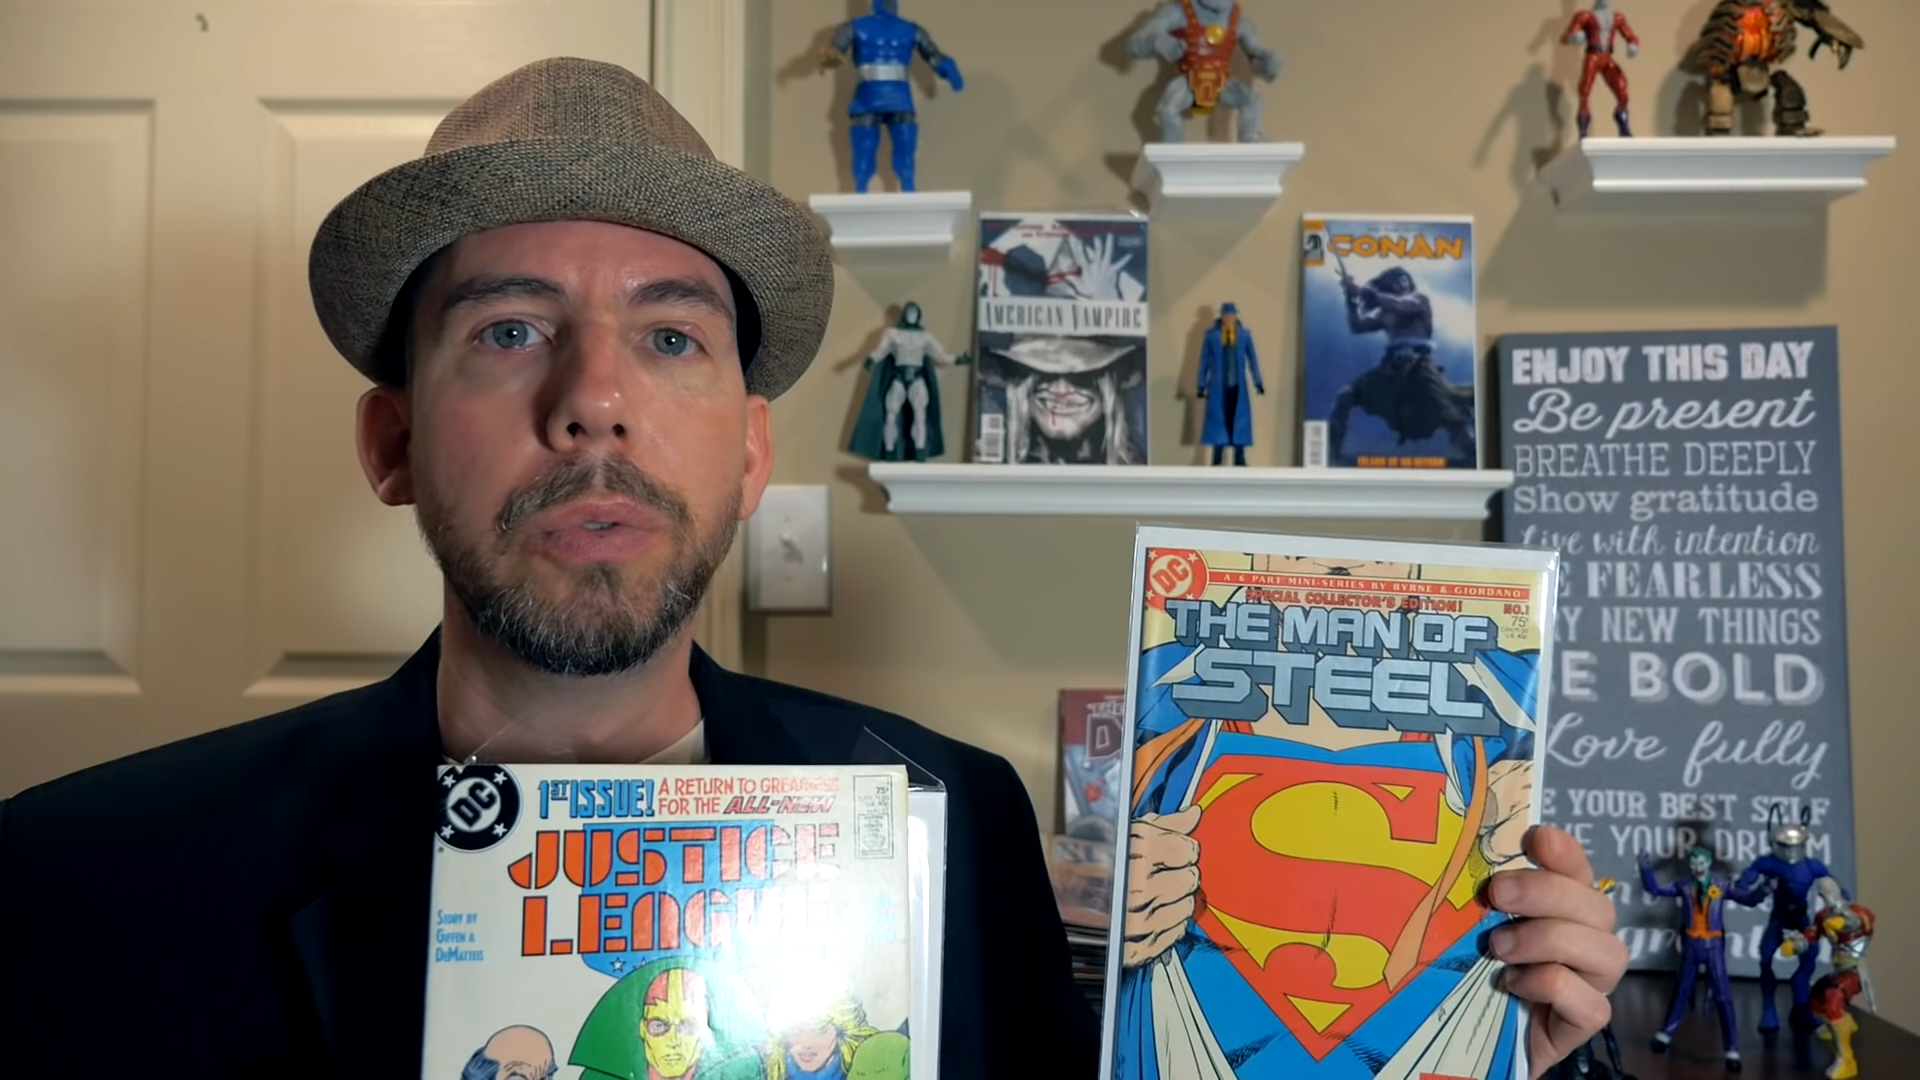 AMERICAN VAMPIRE
CONAN
ENJOY THIS DAY
Be present
BREATHE DEEPLY
Show gratitude
Live with intention
FEARLESS
NEW THINGS
BOLD
Love fully
YOUR BEST SELF
YOUR DREAM
DC
A 6 PART MINI-SERIES BY BYRNE & GIORDANO
SPECIAL COLLECTOR'S EDITION!
NO.1
75¢
THE MAN OF
STEEL
S
DC
1ST ISSUE!
A RETURN TO GREATNESS
FOR THE ALL-NEW
75¢
JUSTICE
LEAGUE
STORY BY
GIFFEN &
DEMATTEIS